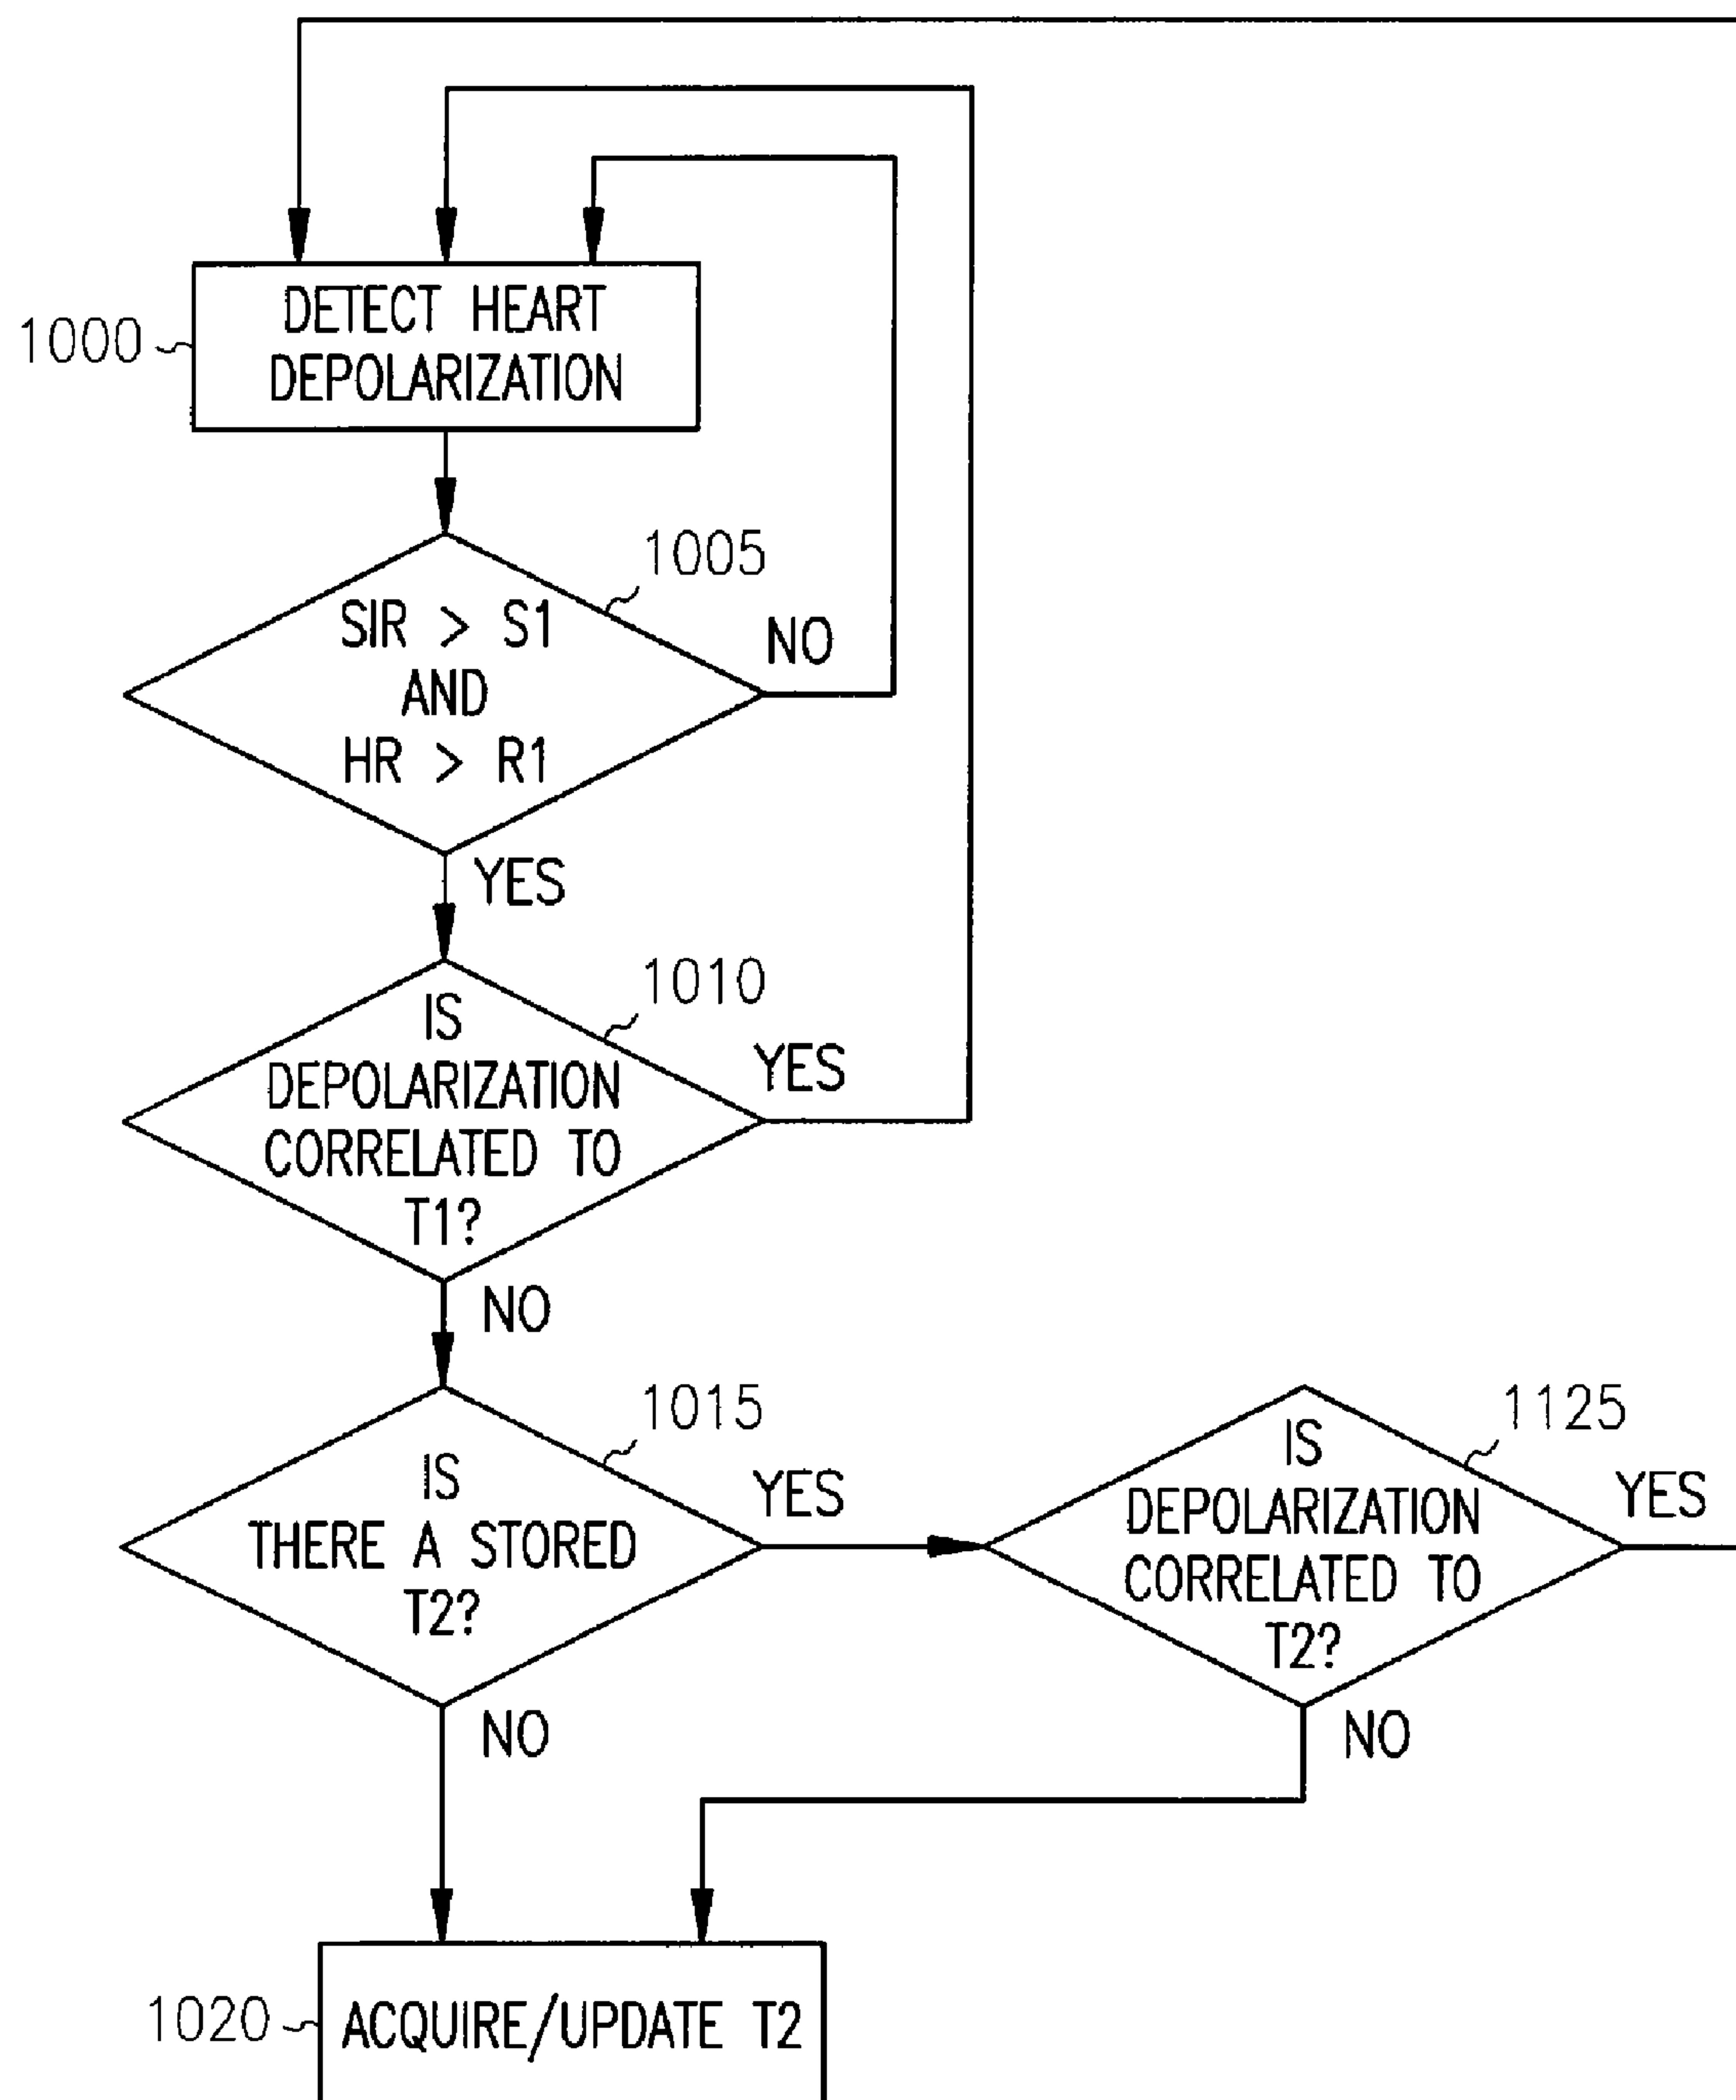 1000
DETECT HEART
DEPOLARIZATION
1005
SIR > S1
AND
HR > R1
NO
YES
1010
IS
DEPOLARIZATION
CORRELATED TO
T1?
YES
NO
1015
IS
THERE A STORED
T2?
YES
NO
1125
IS
DEPOLARIZATION
CORRELATED TO
T2?
YES
NO
1020
ACQUIRE/UPDATE T2